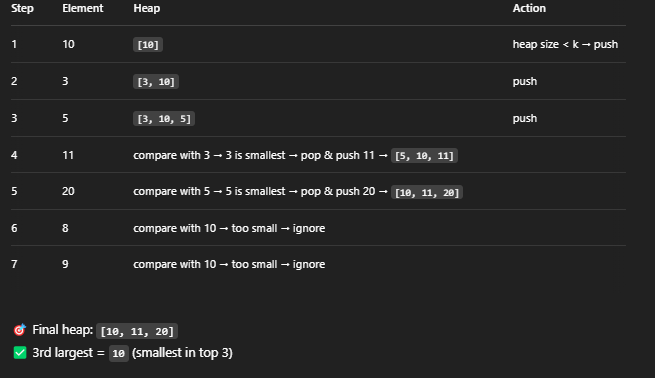 Step Element Heap Action
1 10 [10] heap size < k → push
2 3 [3, 10] push
3 5 [3, 10, 5] push
4 11 compare with 3 → 3 is smallest → pop & push 11 → [5, 10, 11]
5 20 compare with 5 → 5 is smallest → pop & push 20 → [10, 11, 20]
6 8 compare with 10 → too small → ignore
7 9 compare with 10 → too small → ignore
🎯 Final heap: [10, 11, 20]
✅ 3rd largest = 10 (smallest in top 3)